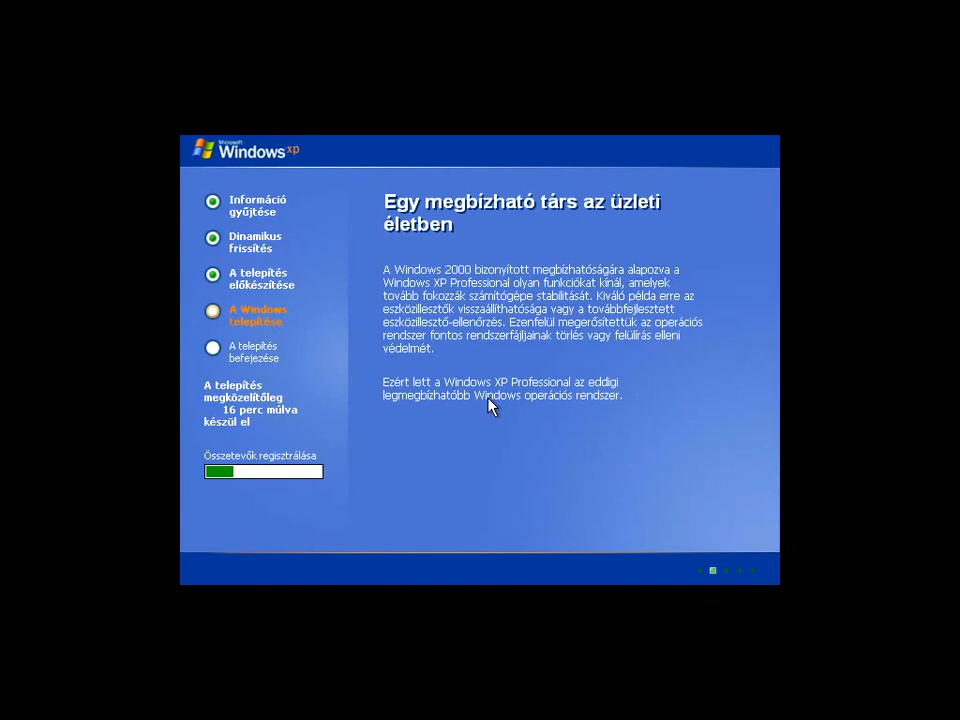 Microsoft
Windows xp
Információ
gyűjtése
Dinamikus
frissítés
A telepítés
előkészítése
A Windows
telepítése
A telepítés
befejezése
A telepítés
megközelítőleg
16 perc múlva
készül el
Összetevők regisztrálása
Egy megbízható társ az üzleti
életben
A Windows 2000 bizonyított megbízhatóságára alapozva a
Windows XP Professional olyan funkciókat kínál, amelyek
tovább fokozzák számítógépe stabilitását. Kiváló példa erre az
eszközillesztők visszaállíthatósága vagy a továbbfejlesztett
eszközillesztő-ellenőrzés. Ezenfelül megerősítettük az operációs
rendszer fontos rendszerfájljainak törlés vagy felülírás elleni
védelmét.
Ezért lett a Windows XP Professional az eddigi
legmegbízhatóbb Windows operációs rendszer.